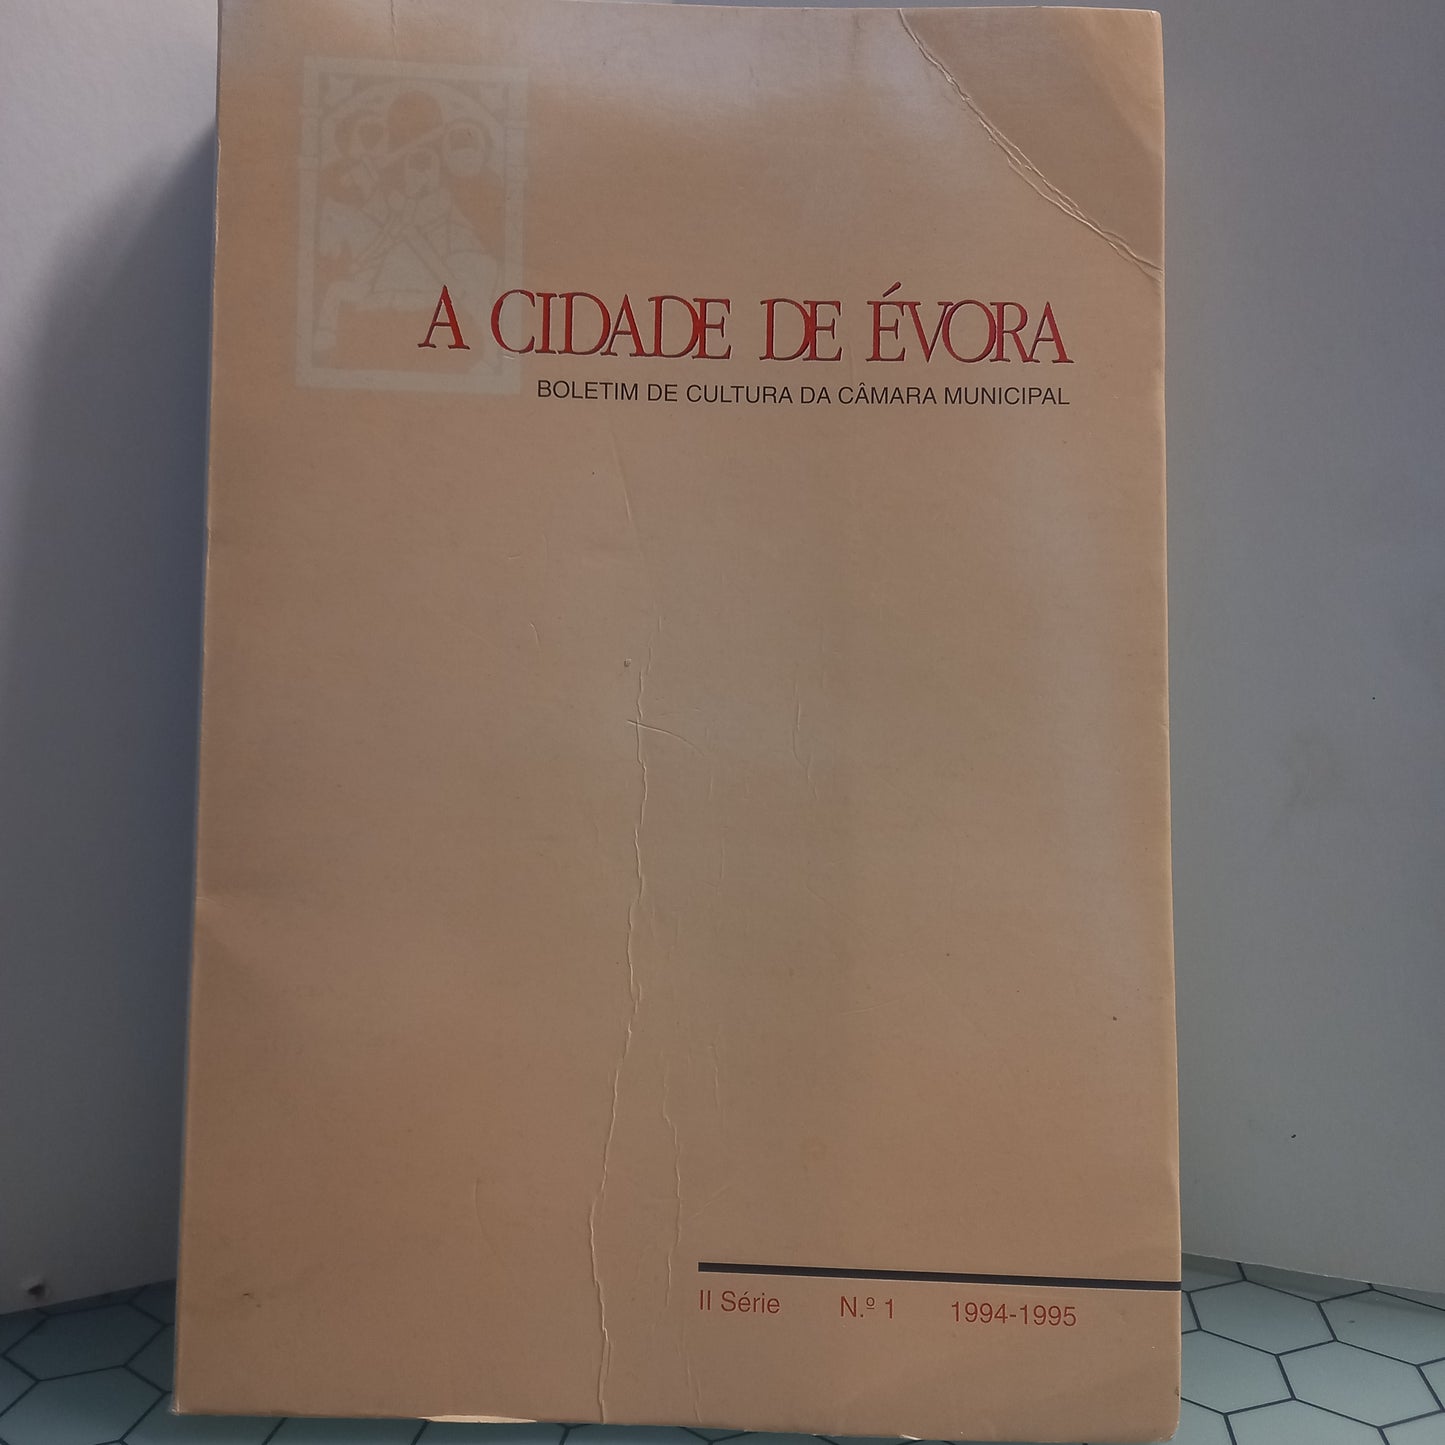 A CIDADE DE ÉVORA
BOLETIM DE CULTURA DA CÂMARA MUNICIPAL
II Série N.º 1 1994-1995